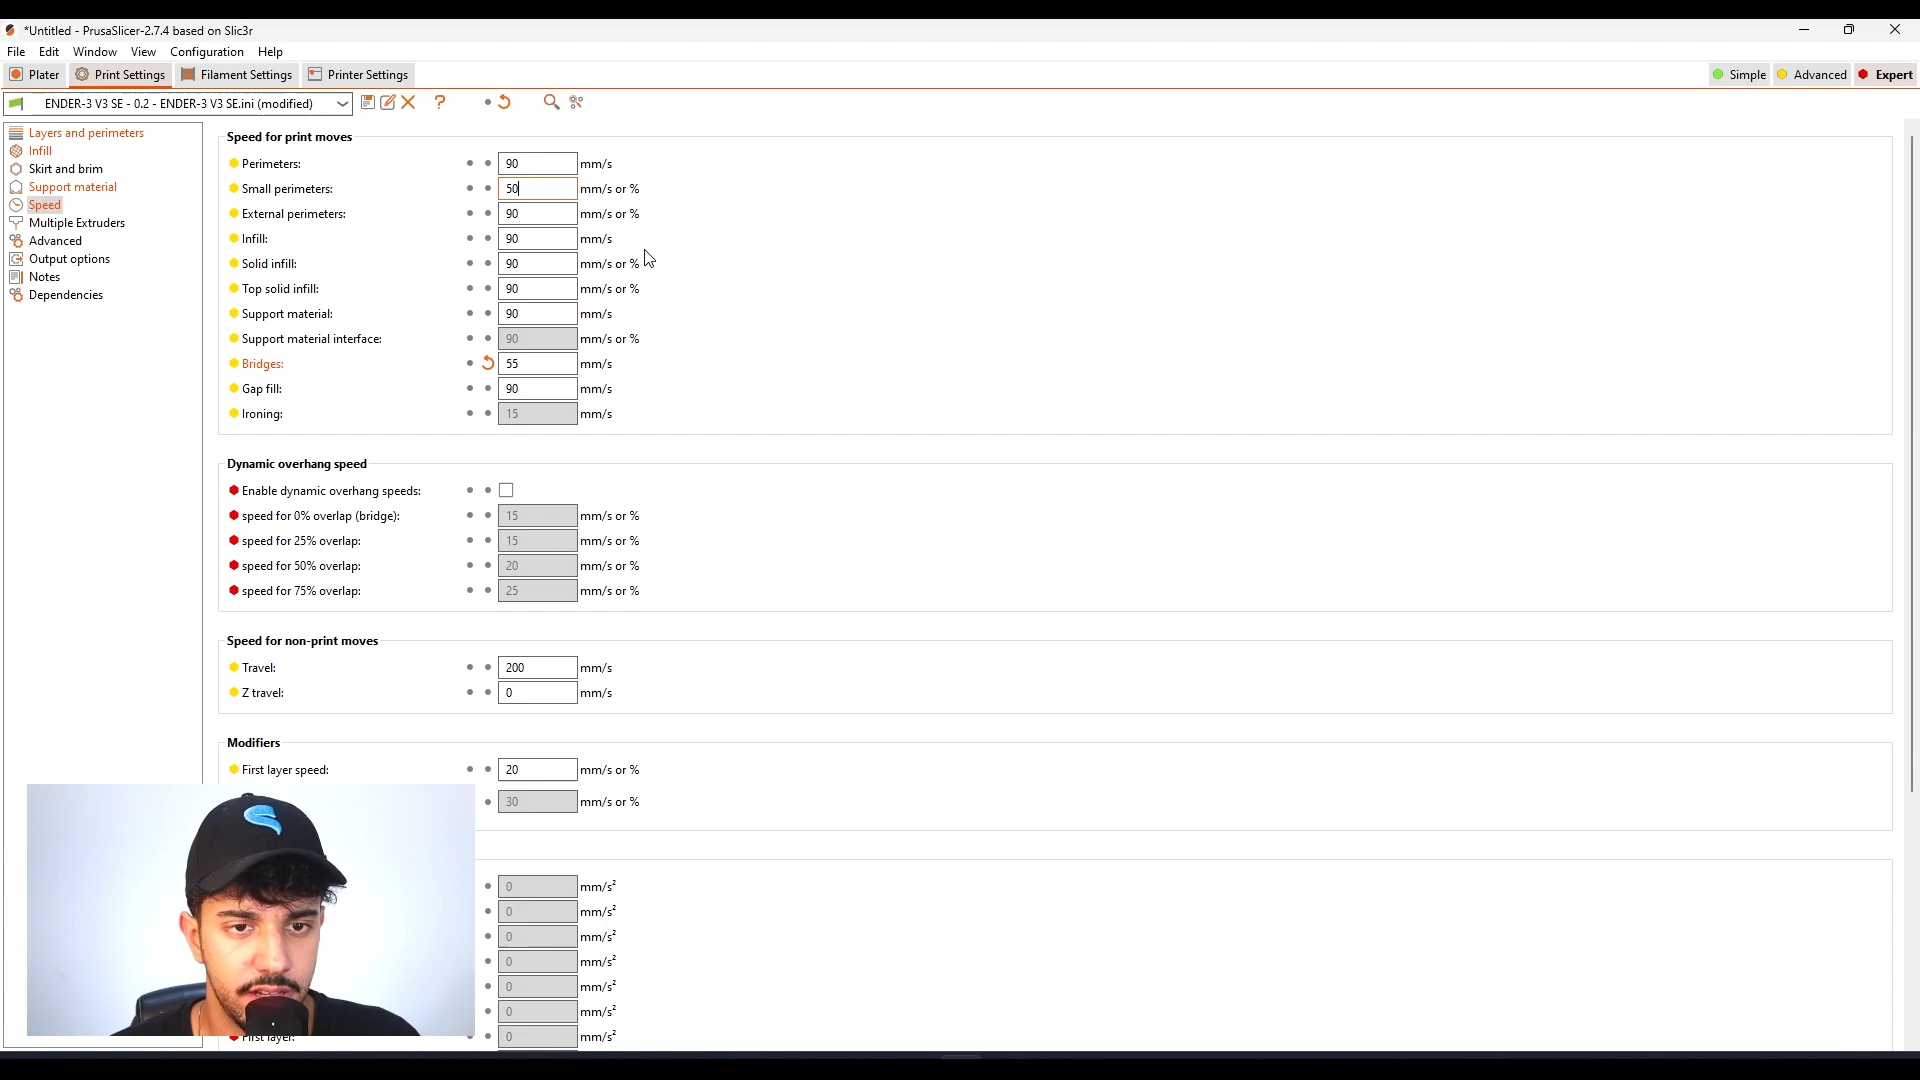 *Untitled - PrusaSlicer-2.7.4 based on Slic3r
File Edit Window View Configuration Help
Plater Print Settings Filament Settings Printer Settings Simple Advanced Expert
ENDER-3 V3 SE - 0.2 - ENDER-3 V3 SE.ini (modified)
Layers and perimeters
Infill
Skirt and brim
Support material
Speed
Multiple Extruders
Advanced
Output options
Notes
Dependencies
Speed for print moves
Perimeters: 90 mm/s
Small perimeters: 50 mm/s or %
External perimeters: 90 mm/s or %
Infill: 90 mm/s
Solid infill: 90 mm/s or %
Top solid infill: 90 mm/s or %
Support material: 90 mm/s
Support material interface: 90 mm/s or %
Bridges: 55 mm/s
Gap fill: 90 mm/s
Ironing: 15 mm/s
Dynamic overhang speed
Enable dynamic overhang speeds:
speed for 0% overlap (bridge): 15 mm/s or %
speed for 25% overlap: 15 mm/s or %
speed for 50% overlap: 20 mm/s or %
speed for 75% overlap: 25 mm/s or %
Speed for non-print moves
Travel: 200 mm/s
Z travel: 0 mm/s
Modifiers
First layer speed: 20 mm/s or %
30 mm/s or %
0 mm/s²
0 mm/s²
0 mm/s²
0 mm/s²
0 mm/s²
0 mm/s²
First layer: 0 mm/s²